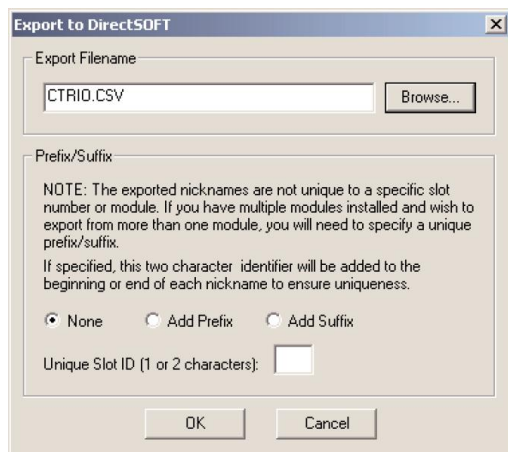 Export to DirectSOFT
Export Filename
CTRIO.CSV
Browse...
Prefix/Suffix
NOTE: The exported nicknames are not unique to a specific slot
number or module. If you have multiple modules installed and wish to
export from more than one module, you will need to specify a unique
prefix/suffix.
If specified, this two character identifier will be added to the
beginning or end of each nickname to ensure uniqueness.
None Add Prefix Add Suffix
Unique Slot ID (1 or 2 characters):
OK Cancel